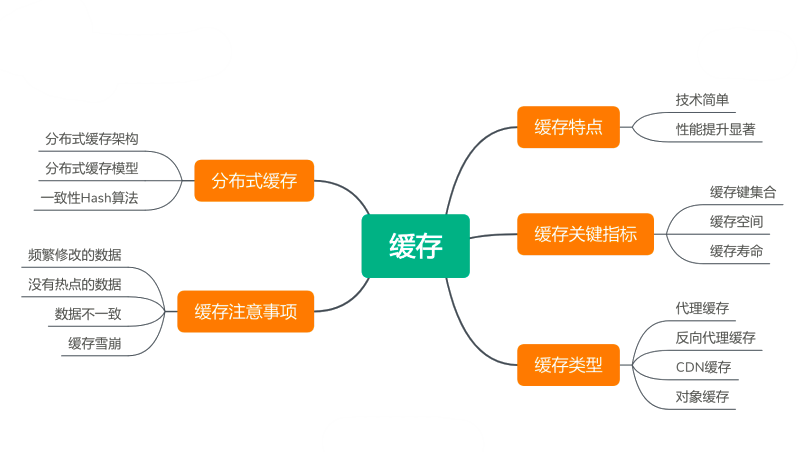 缓存
缓存特点
技术简单
性能提升显著
缓存关键指标
缓存键集合
缓存空间
缓存寿命
缓存类型
代理缓存
反向代理缓存
CDN缓存
对象缓存
分布式缓存
分布式缓存架构
分布式缓存模型
一致性Hash算法
缓存注意事项
频繁修改的数据
没有热点的数据
数据不一致
缓存雪崩